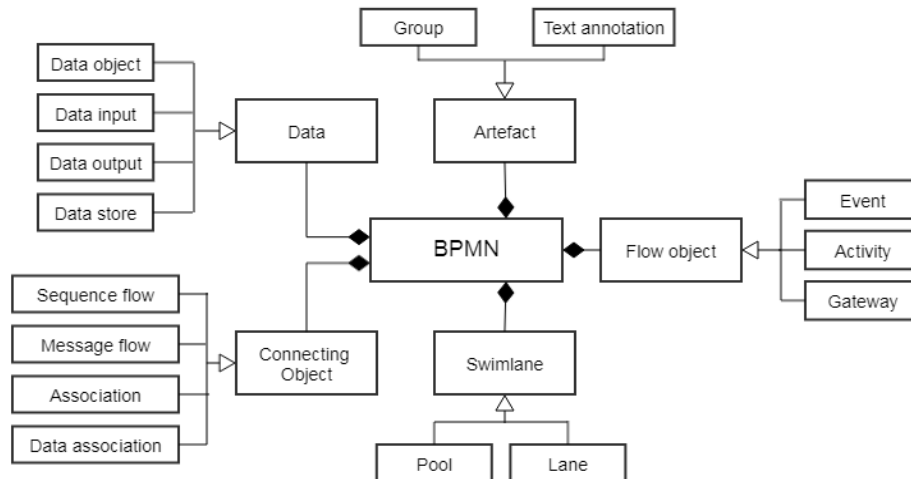 Group
Text annotation
Data object
Data input
Data output
Data store
Data
Artefact
BPMN
Flow object
Event
Activity
Gateway
Sequence flow
Message flow
Association
Data association
Connecting
Object
Swimlane
Pool
Lane